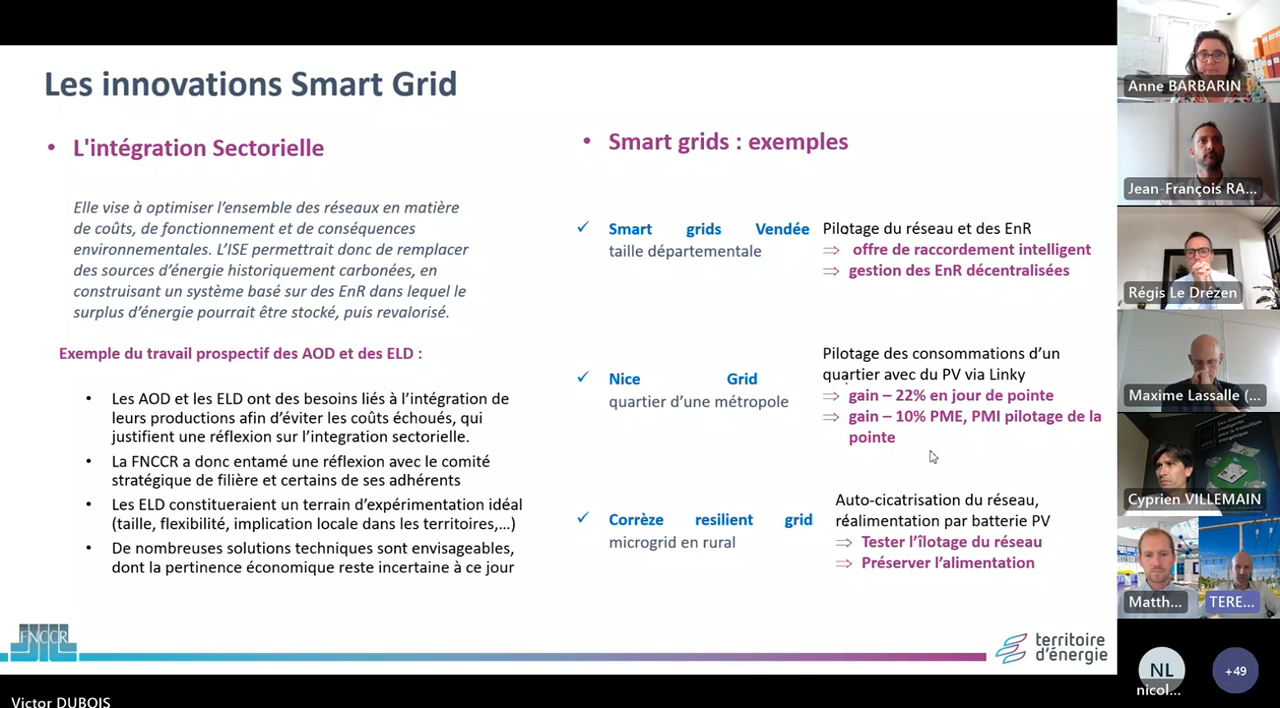 Les innovations Smart Grid
• L'intégration Sectorielle
Elle vise à optimiser l'ensemble des réseaux en matière
de coûts, de fonctionnement et de conséquences
environnementales. L'ISE permettrait donc de remplacer
des sources d'énergie historiquement carbonées, en
construisant un système basé sur des EnR dans lequel le
surplus d'énergie pourrait être stocké, puis revalorisé.
Exemple du travail prospectif des AOD et des ELD :
• Les AOD et les ELD ont des besoins liés à l'intégration de
leurs productions afin d'éviter les coûts échoués, qui
justifient une réflexion sur l'integration sectorielle.
• La FNCCR a donc entamé une réflexion avec le comité
stratégique de filière et certains de ses adhérents
• Les ELD constitueraient un terrain d'expérimentation idéal
(taille, flexibilité, implication locale dans les territoires,...)
• De nombreuses solutions techniques sont envisageables,
dont la pertinence économique reste incertaine à ce jour
• Smart grids : exemples
✓ Smart grids Vendée
taille départementale
Pilotage du réseau et des EnR
⇒ offre de raccordement intelligent
⇒ gestion des EnR décentralisées
✓ Nice Grid
quartier d'une métropole
Pilotage des consommations d'un
quartier avec du PV via Linky
⇒ gain – 22% en jour de pointe
⇒ gain – 10% PME, PMI pilotage de la
pointe
✓ Corrèze resilient grid
microgrid en rural
Auto-cicatrisation du réseau,
réalimentation par batterie PV
⇒ Tester l'îlotage du réseau
⇒ Préserver l'alimentation
FNCCR
territoire
d'énergie
Victor DUBOIS
Anne BARBARIN
Jean-François RA...
Régis Le Drézen
Maxime Lassalle (...
Cyprien VILLEMAIN
Matth...
TERE...
NL
nicol...
+49